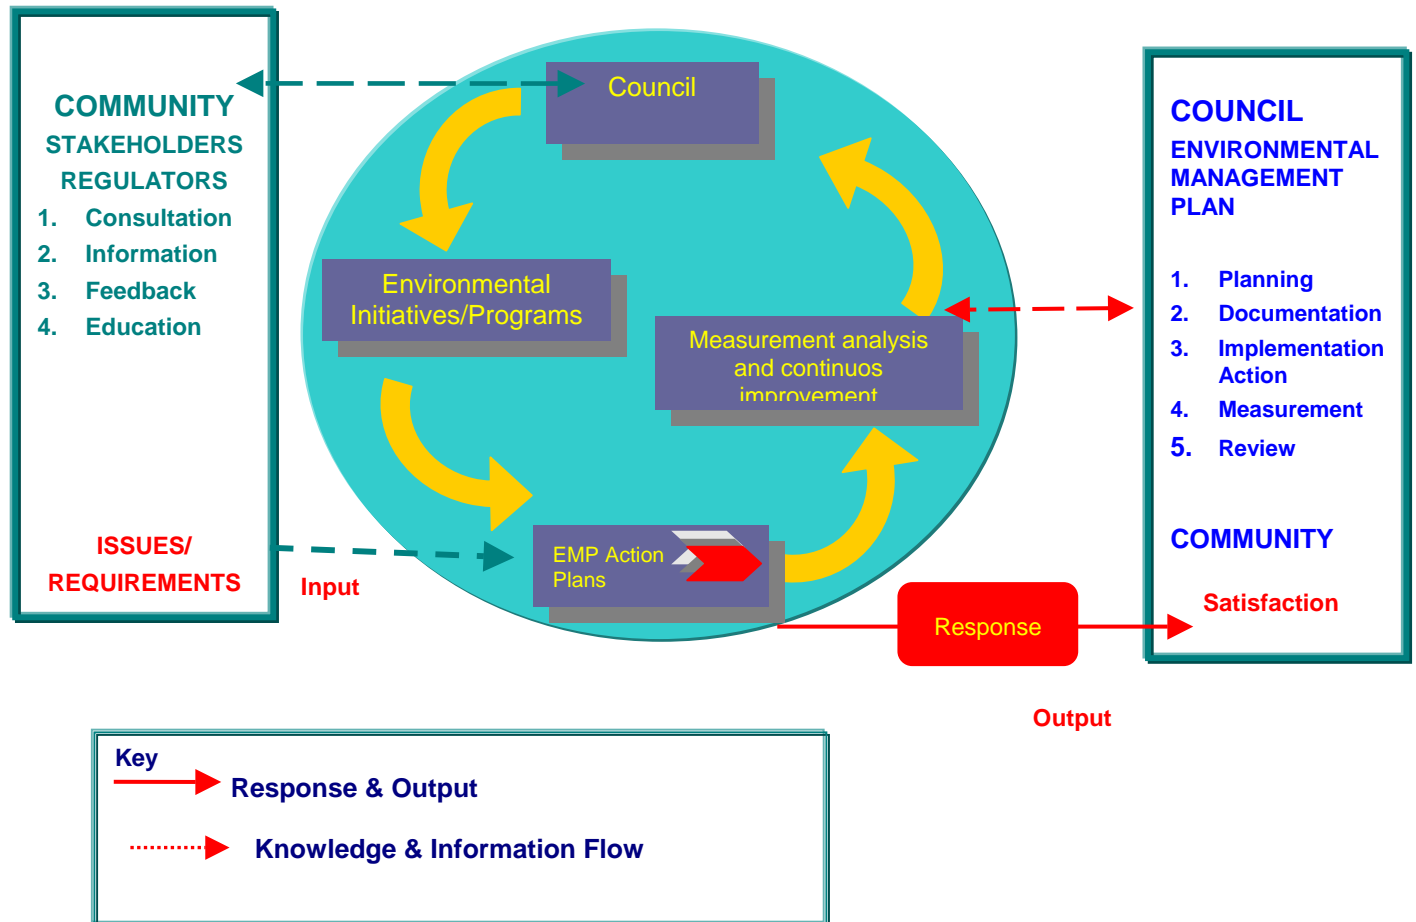 COMMUNITY
STAKEHOLDERS
REGULATORS
1. Consultation
2. Information
3. Feedback
4. Education
ISSUES/
REQUIREMENTS
Input
Council
Environmental
Initiatives/Programs
Measurement analysis
and continuos
improvement
EMP Action
Plans
Response
Output
COUNCIL
ENVIRONMENTAL
MANAGEMENT
PLAN
1. Planning
2. Documentation
3. Implementation
Action
4. Measurement
5. Review
COMMUNITY
Satisfaction
Key
Response & Output
Knowledge & Information Flow